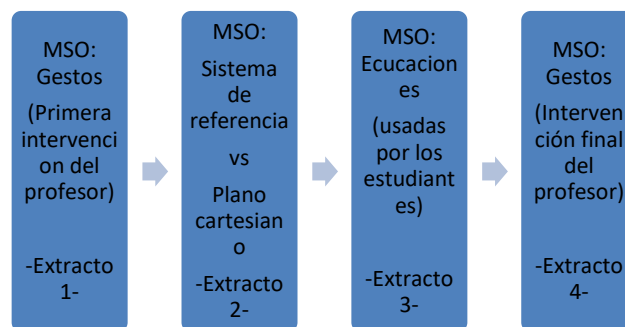 MSO:
Gestos
(Primera
intervenci
on del
profesor)
-Extracto
1-
MSO:
Sistema
de
referencia
vs
Plano
cartesian
o
-Extracto
2-
MSO:
Ecucacion
es
(usadas
por los
estudiant
es)
-Extracto
3-
MSO:
Gestos
(Interven
ción final
del
profesor)
-Extracto
4-